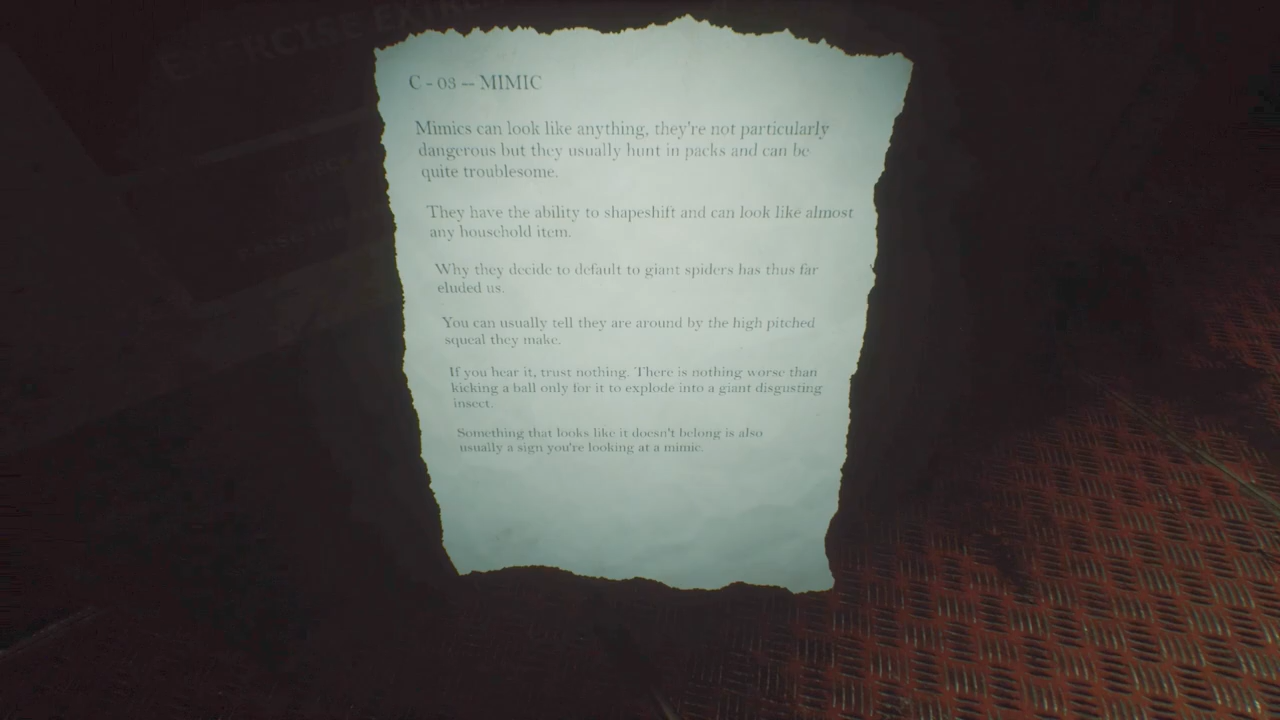 C - 03 -- MIMIC
Mimics can look like anything, they're not particularly
dangerous but they usually hunt in packs and can be
quite troublesome.
They have the ability to shapeshift and can look like almost
any household item.
Why they decide to default to giant spiders has thus far
eluded us.
You can usually tell they are around by the high pitched
squeal they make.
If you hear it, trust nothing. There is nothing worse than
kicking a ball only for it to explode into a giant disgusting
insect.
Something that looks like it doesn't belong is also
usually a sign you're looking at a mimic.